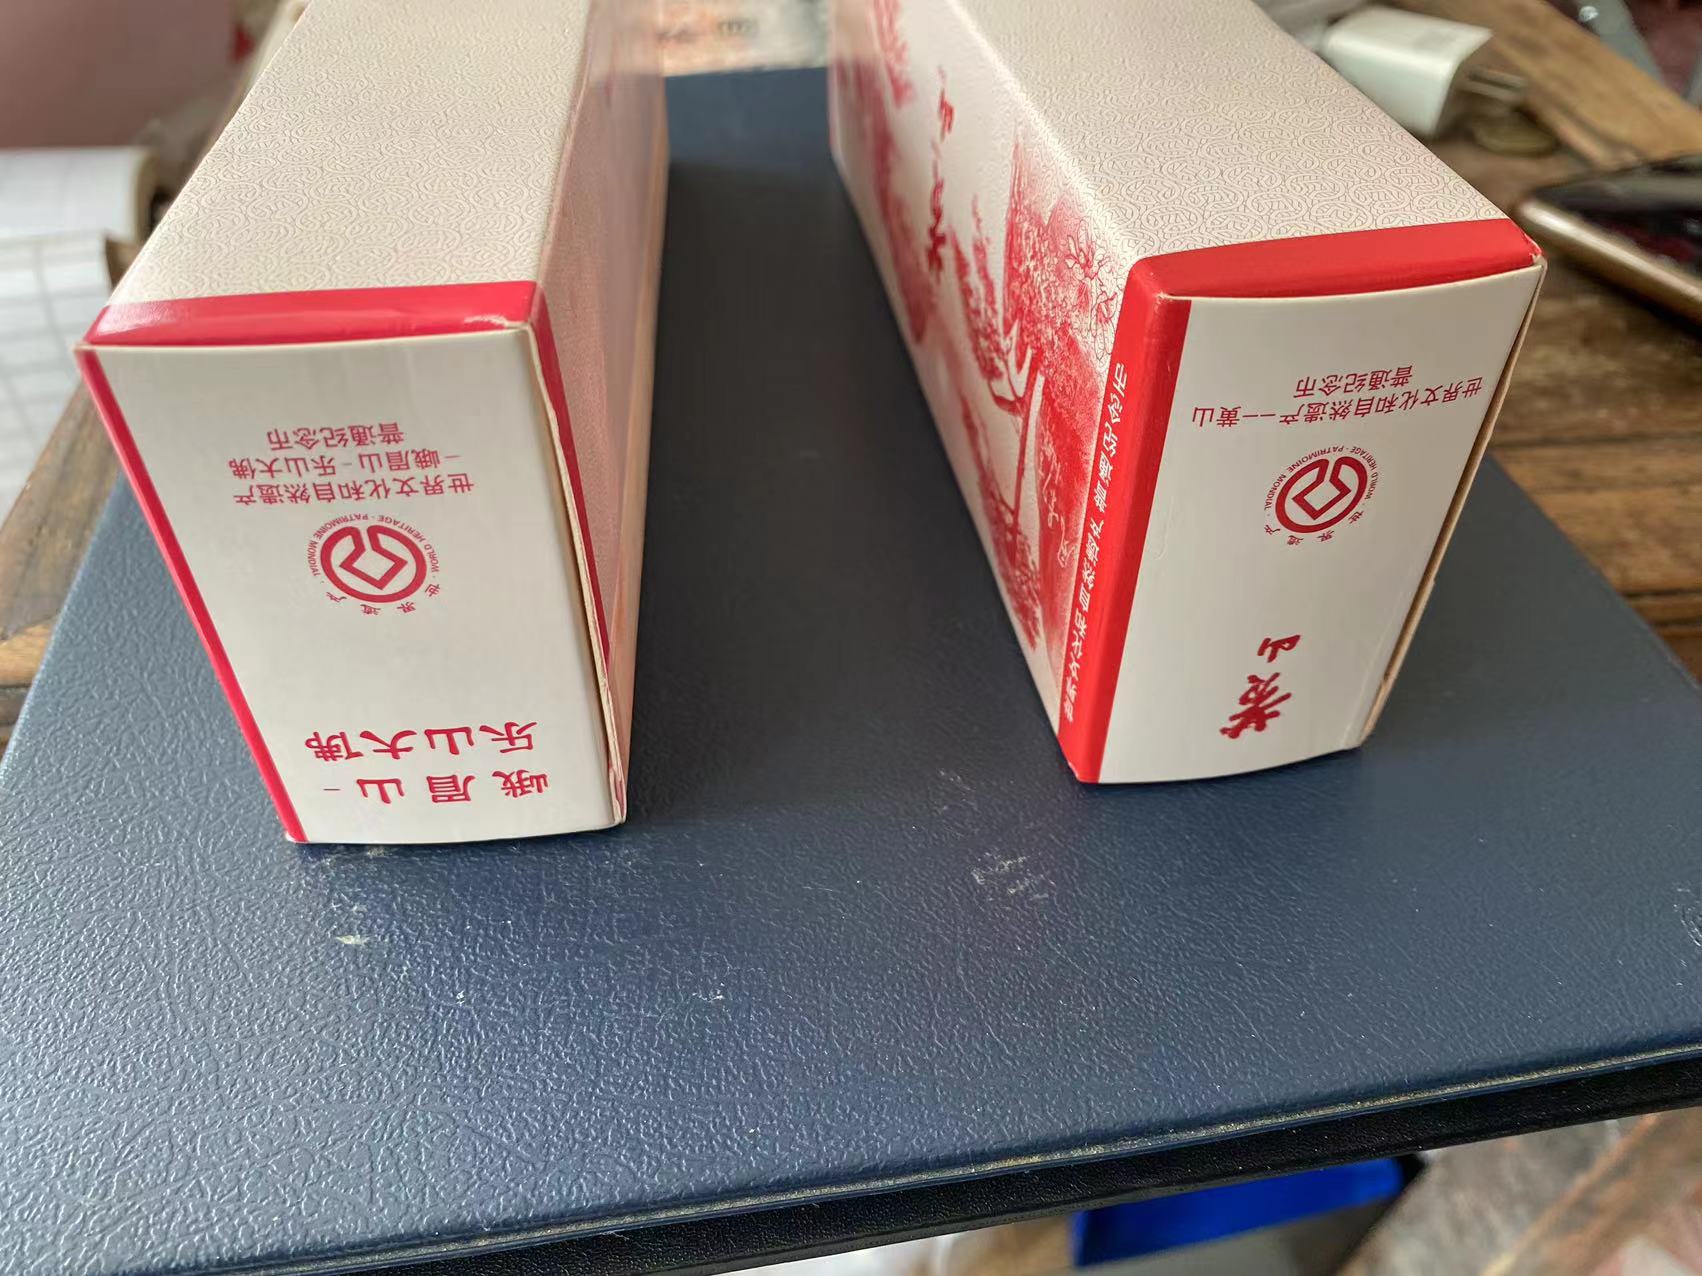 峨眉山-
乐山大佛
世界遗产
WORLD HERITAGE · PATRIMOINE MONDIAL
世界文化和自然遗产
-峨眉山-乐山大佛
普通纪念币
黄山
世界遗产
WORLD HERITAGE · PATRIMOINE MONDIAL
世界文化和自然遗产——黄山
普通纪念币